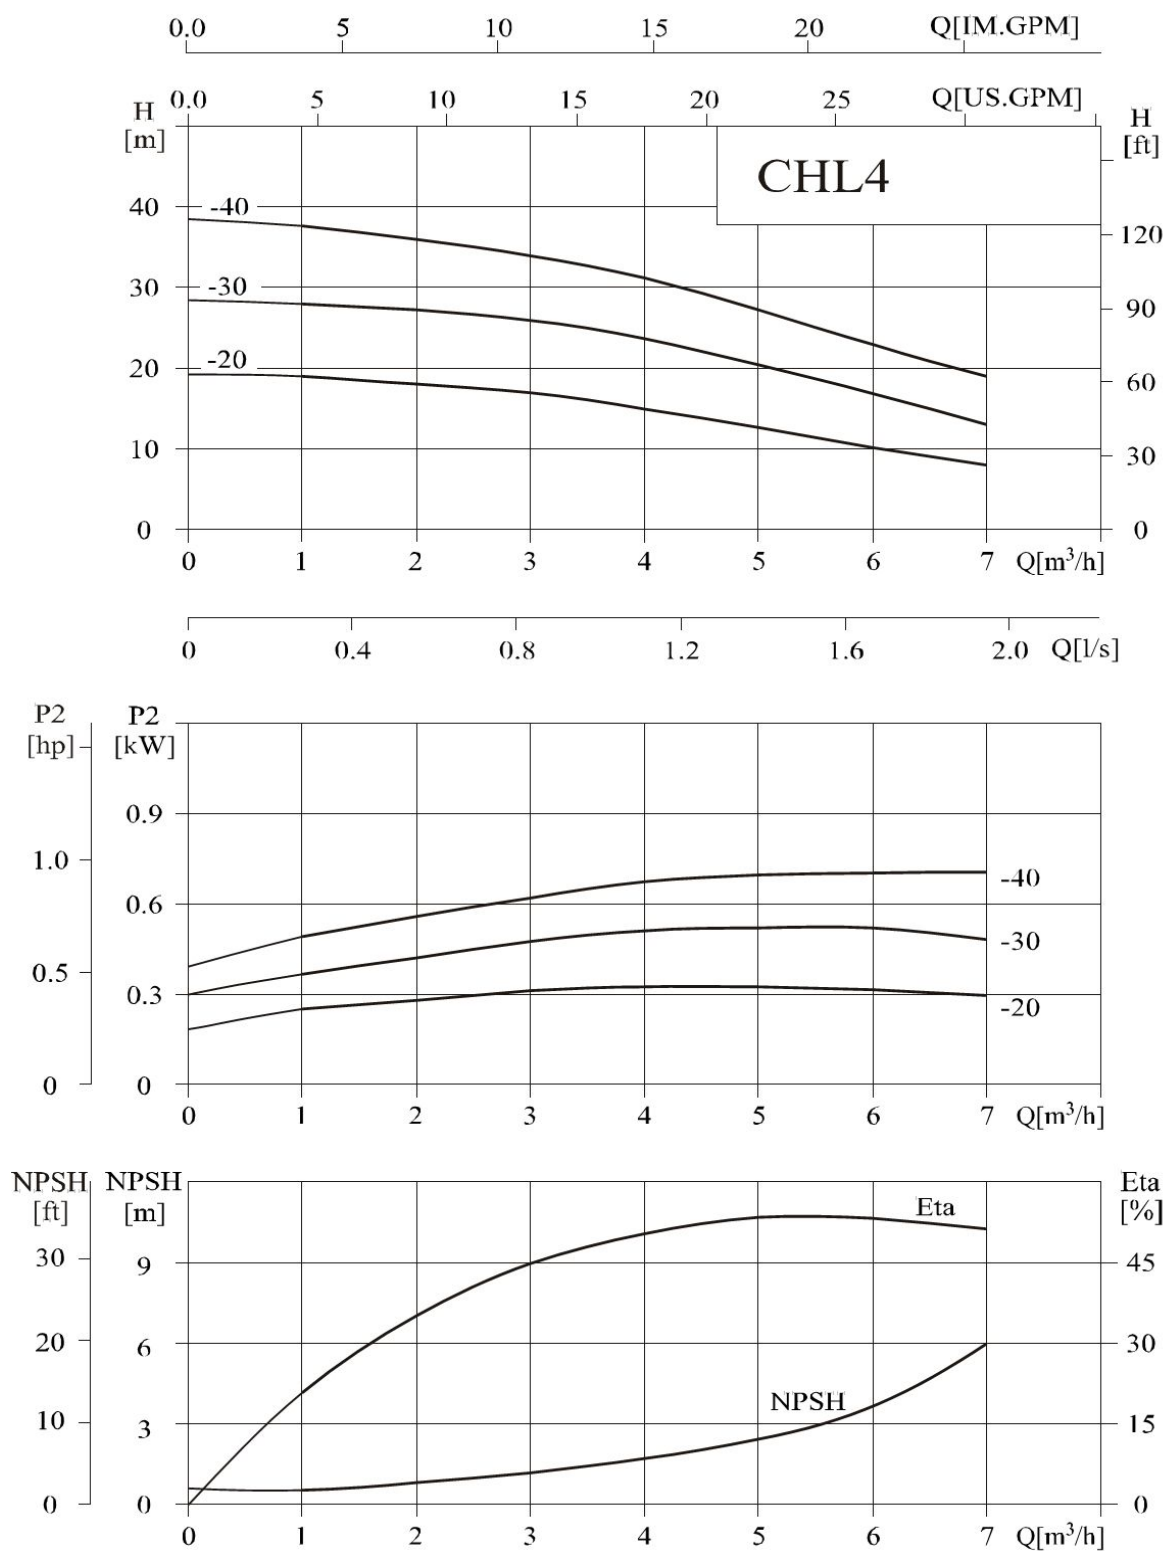 0.0 5 10 15 20 Q[IM.GPM]
0.0 5 10 15 20 25 Q[US.GPM]
H
[m]
H
[ft]
CHL4
40 -40
120
30 -30
90
20 -20
60
10
30
0 0
0 1 2 3 4 5 6 7 Q[m³/h]
0 0.4 0.8 1.2 1.6 2.0 Q[l/s]
P2 P2
[hp] [kW]
0.9
1.0
-40
0.6
-30
0.5
0.3
-20
0 0
0 1 2 3 4 5 6 7 Q[m³/h]
NPSH NPSH Eta
[ft] [m] [%]
Eta
30 9 45
20 6 30
NPSH
10 3 15
0 0 0
0 1 2 3 4 5 6 7 Q[m³/h]